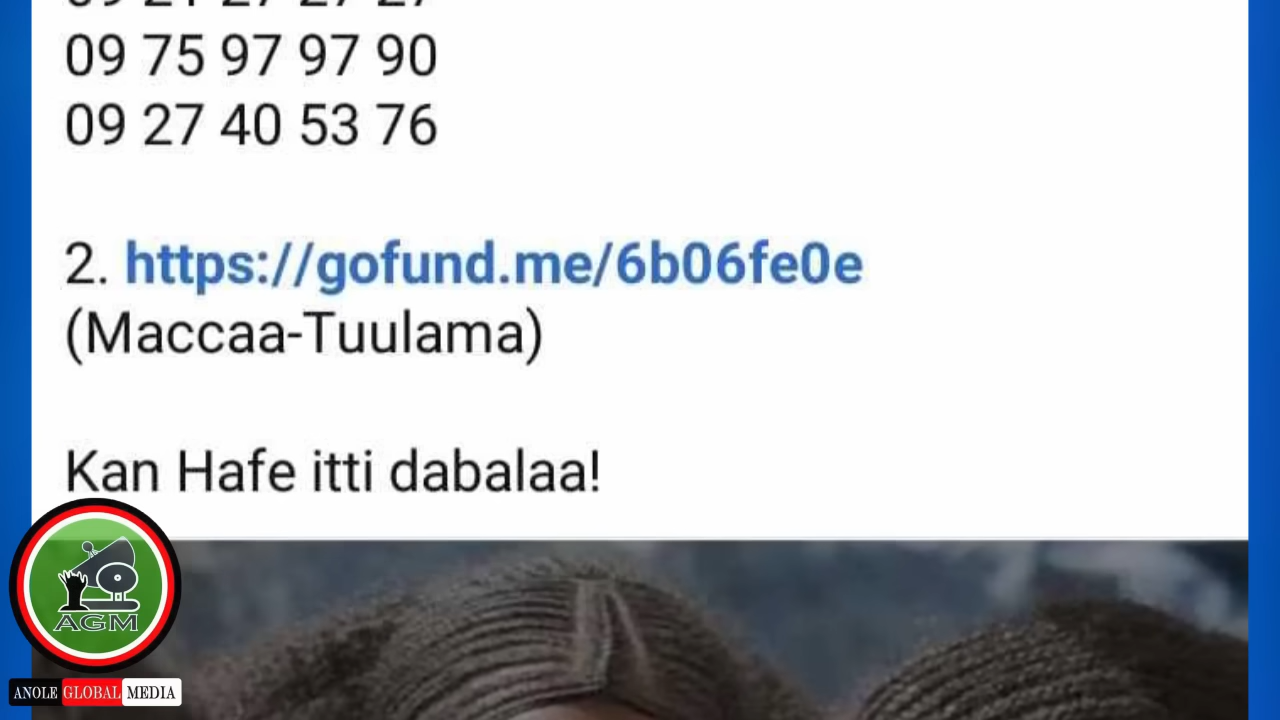 09 75 97 97 90
09 27 40 53 76
2. https://gofund.me/6b06fe0e
(Maccaa-Tuulama)
Kan Hafe itti dabalaa!
AGM
ANOLE GLOBAL MEDIA